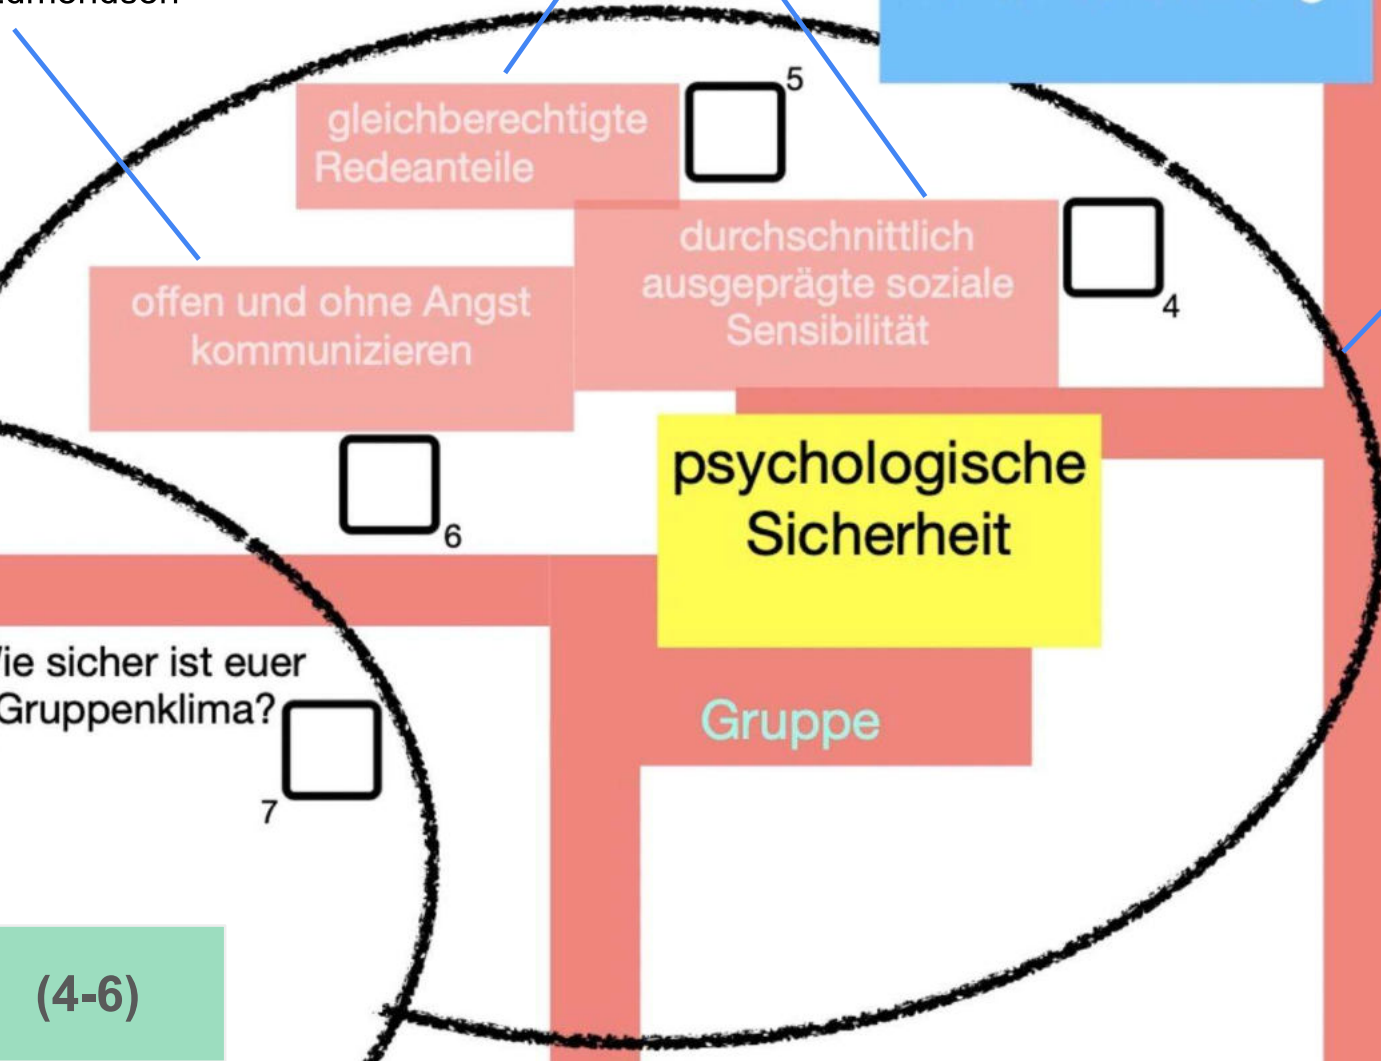 gleichberechtigte
Redeanteile
5
durchschnittlich
ausgeprägte soziale
Sensibilität
4
offen und ohne Angst
kommunizieren
6
psychologische
Sicherheit
Gruppe
sicher ist euer
Gruppenklima?
7
(4-6)